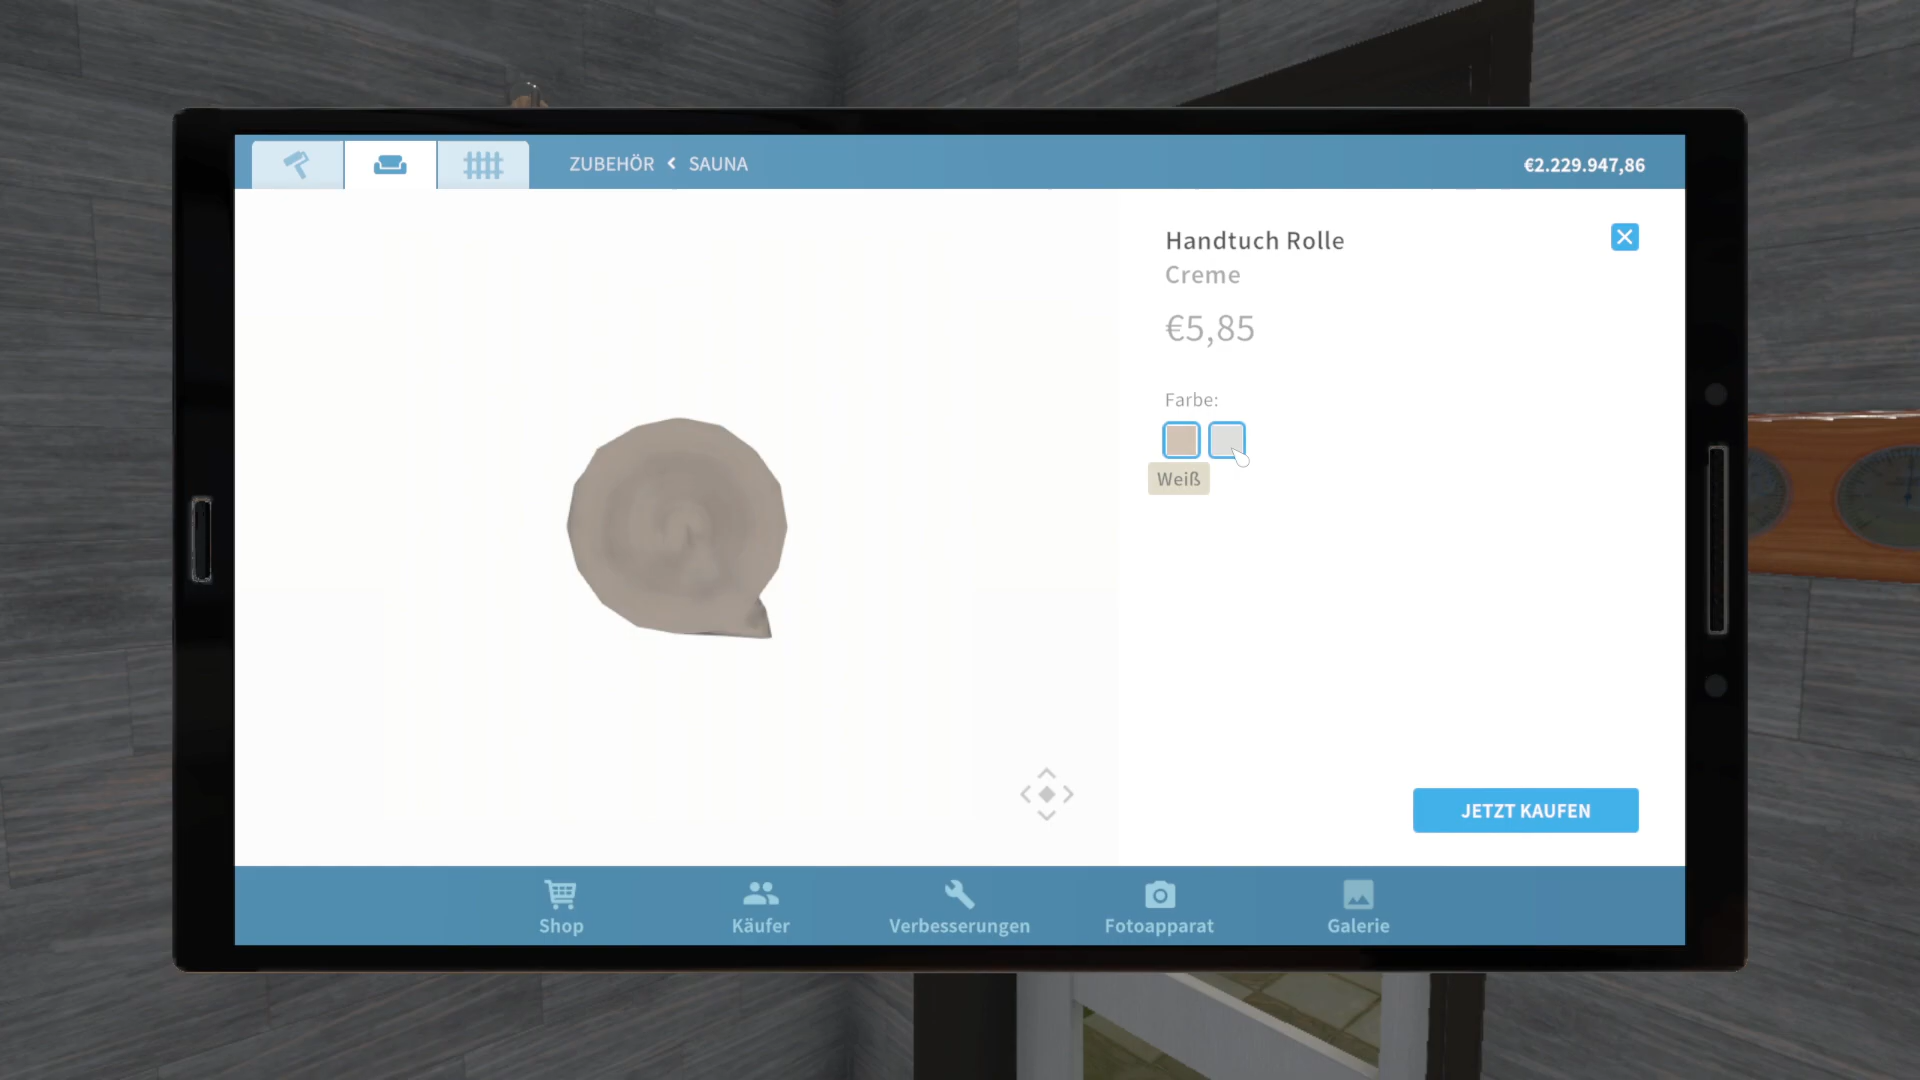 ZUBEHÖR < SAUNA
€2.229.947,86
Handtuch Rolle
Creme
€5,85
Farbe:
Weiß
JETZT KAUFEN
Shop
Käufer
Verbesserungen
Fotoapparat
Galerie